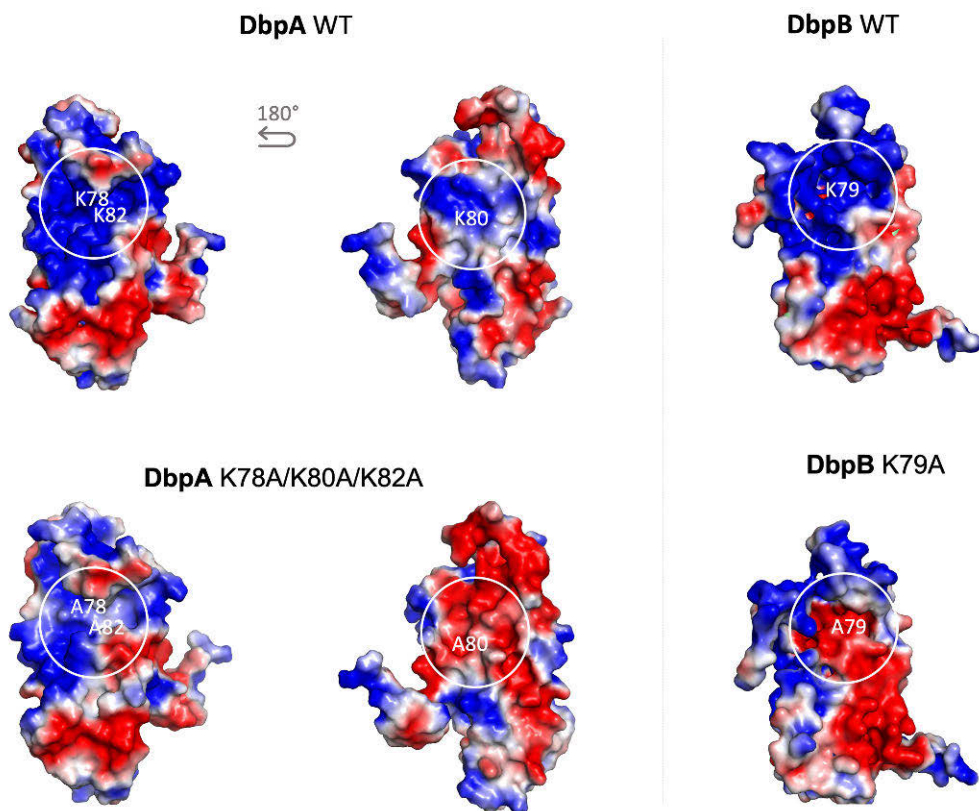 DbpA WT
DbpB WT
180°
K78
K82
K80
K79
DbpA K78A/K80A/K82A
DbpB K79A
A78
A82
A80
A79